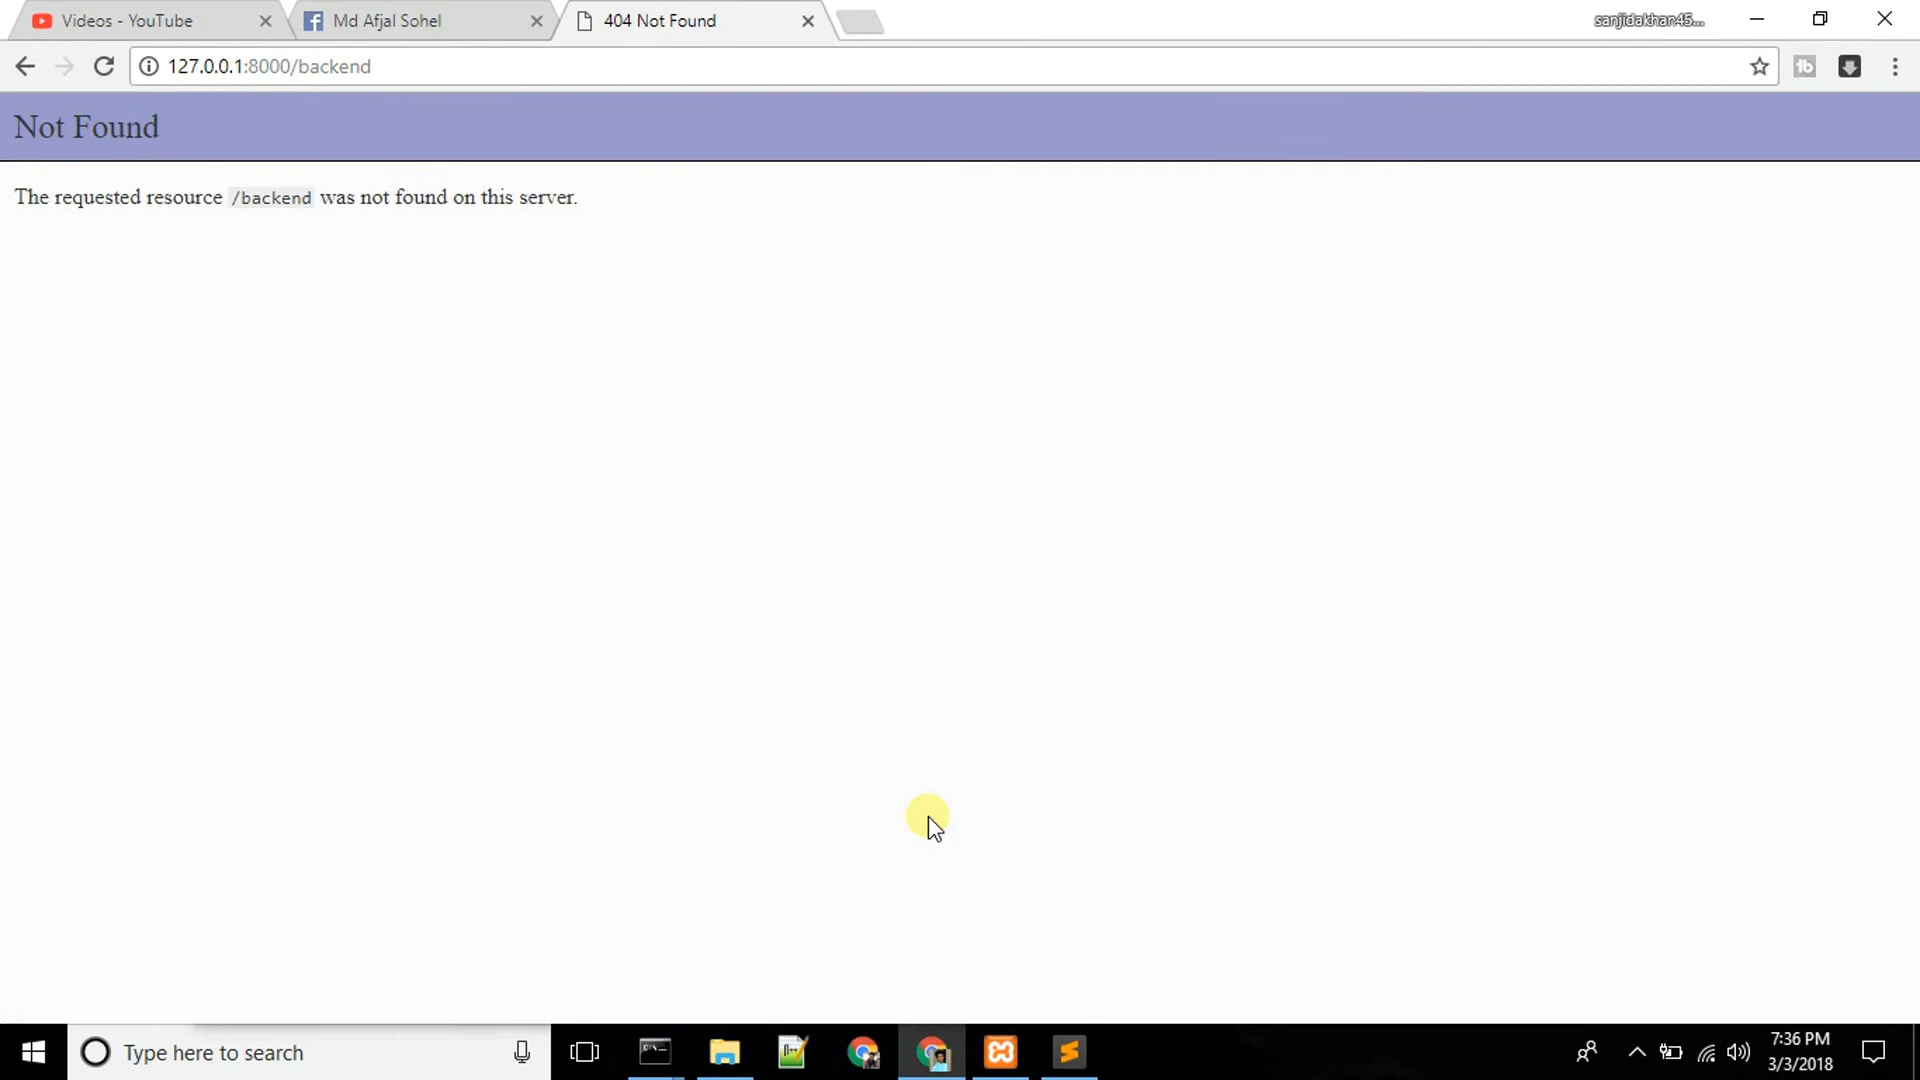 Videos - YouTube
Md Afjal Sohel
404 Not Found
sanjidakhan45...
127.0.0.1:8000/backend
Not Found
The requested resource /backend was not found on this server.
Type here to search
7:36 PM
3/3/2018